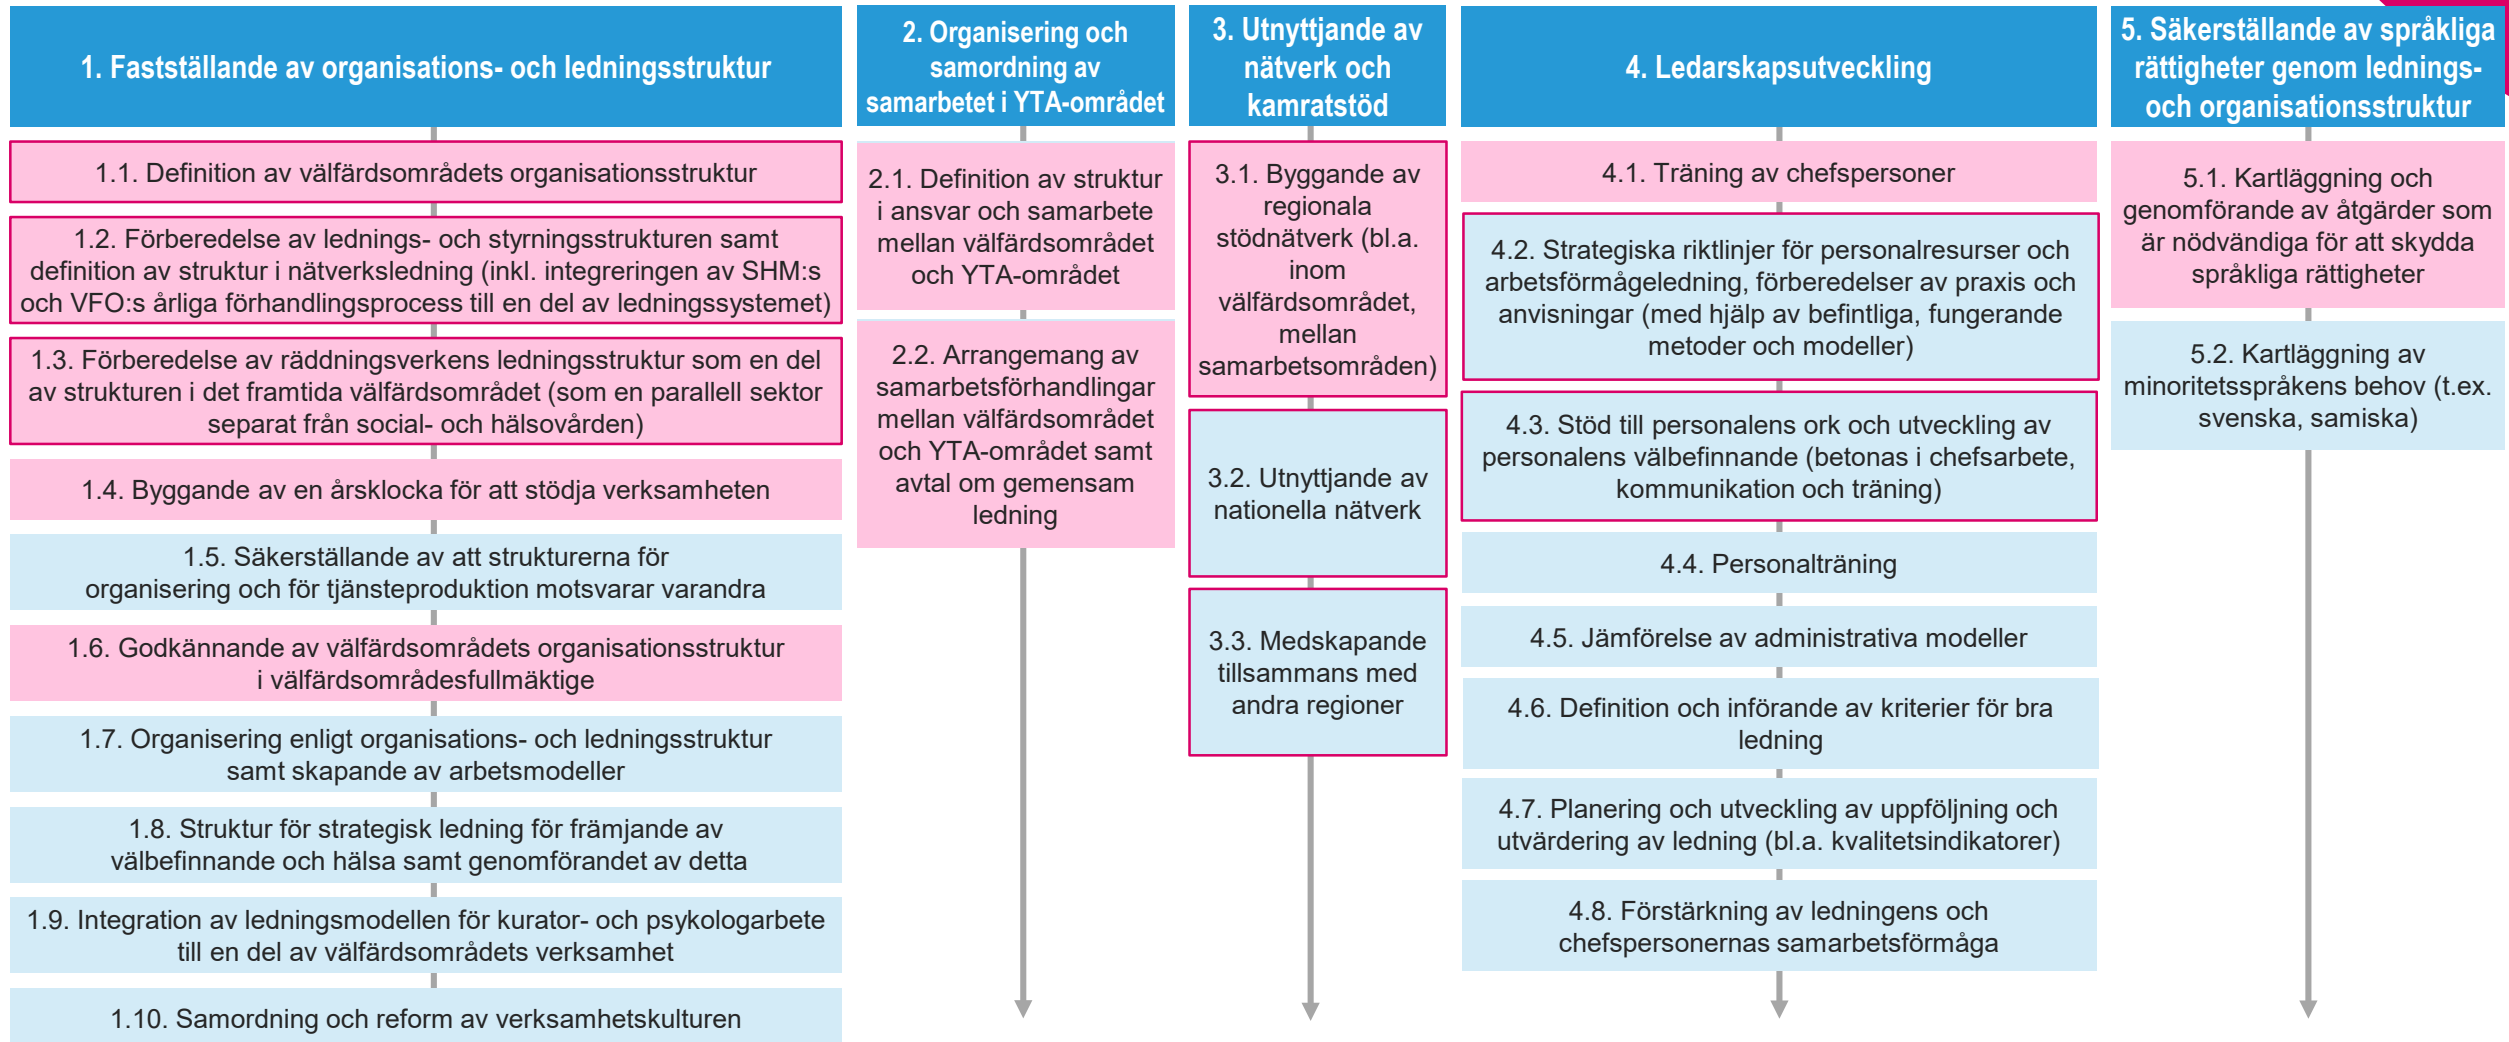 1. Fastställande av organisations- och ledningsstruktur
1.1. Definition av välfärdsområdets organisationsstruktur
1.2. Förberedelse av lednings- och styrningsstrukturen samt
definition av struktur i nätverksledning (inkl. integreringen av SHM:s
och VFO:s årliga förhandlingsprocess till en del av ledningssystemet)
1.3. Förberedelse av räddningsverkens ledningsstruktur som en del
av strukturen i det framtida välfärdsområdet (som en parallell sektor
separat från social- och hälsovården)
1.4. Byggande av en årsklocka för att stödja verksamheten
1.5. Säkerställande av att strukturerna för
organisering och för tjänsteproduktion motsvarar varandra
1.6. Godkännande av välfärdsområdets organisationsstruktur
i välfärdsområdesfullmäktige
1.7. Organisering enligt organisations- och ledningsstruktur
samt skapande av arbetsmodeller
1.8. Struktur för strategisk ledning för främjande av
välbefinnande och hälsa samt genomförandet av detta
1.9. Integration av ledningsmodellen för kurator- och psykologarbete
till en del av välfärdsområdets verksamhet
1.10. Samordning och reform av verksamhetskulturen
2. Organisering och
samordning av
samarbetet i YTA-området
2.1. Definition av struktur
i ansvar och samarbete
mellan välfärdsområdet
och YTA-området
2.2. Arrangemang av
samarbetsförhandlingar
mellan välfärdsområdet
och YTA-området samt
avtal om gemensam
ledning
3. Utnyttjande av
nätverk och
kamratstöd
3.1. Byggande av
regionala
stödnätverk (bl.a.
inom
välfärdsområdet,
mellan
samarbetsområden)
3.2. Utnyttjande av
nationella nätverk
3.3. Medskapande
tillsammans med
andra regioner
4. Ledarskapsutveckling
4.1. Träning av chefspersoner
4.2. Strategiska riktlinjer för personalresurser och
arbetsförmågeledning, förberedelser av praxis och
anvisningar (med hjälp av befintliga, fungerande
metoder och modeller)
4.3. Stöd till personalens ork och utveckling av
personalens välbefinnande (betonas i chefsarbete,
kommunikation och träning)
4.4. Personalträning
4.5. Jämförelse av administrativa modeller
4.6. Definition och införande av kriterier för bra
ledning
4.7. Planering och utveckling av uppföljning och
utvärdering av ledning (bl.a. kvalitetsindikatorer)
4.8. Förstärkning av ledningens och
chefspersonernas samarbetsförmåga
5. Säkerställande av språkliga
rättigheter genom lednings-
och organisationsstruktur
5.1. Kartläggning och
genomförande av åtgärder som
är nödvändiga för att skydda
språkliga rättigheter
5.2. Kartläggning av
minoritetsspråkens behov (t.ex.
svenska, samiska)